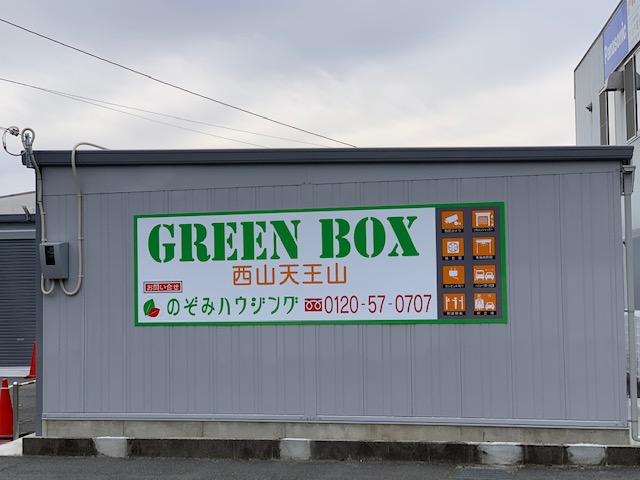 GREEN BOX
西山天王山
お問い合せ
のぞみハウジング 0120-57-0707
Panasonic